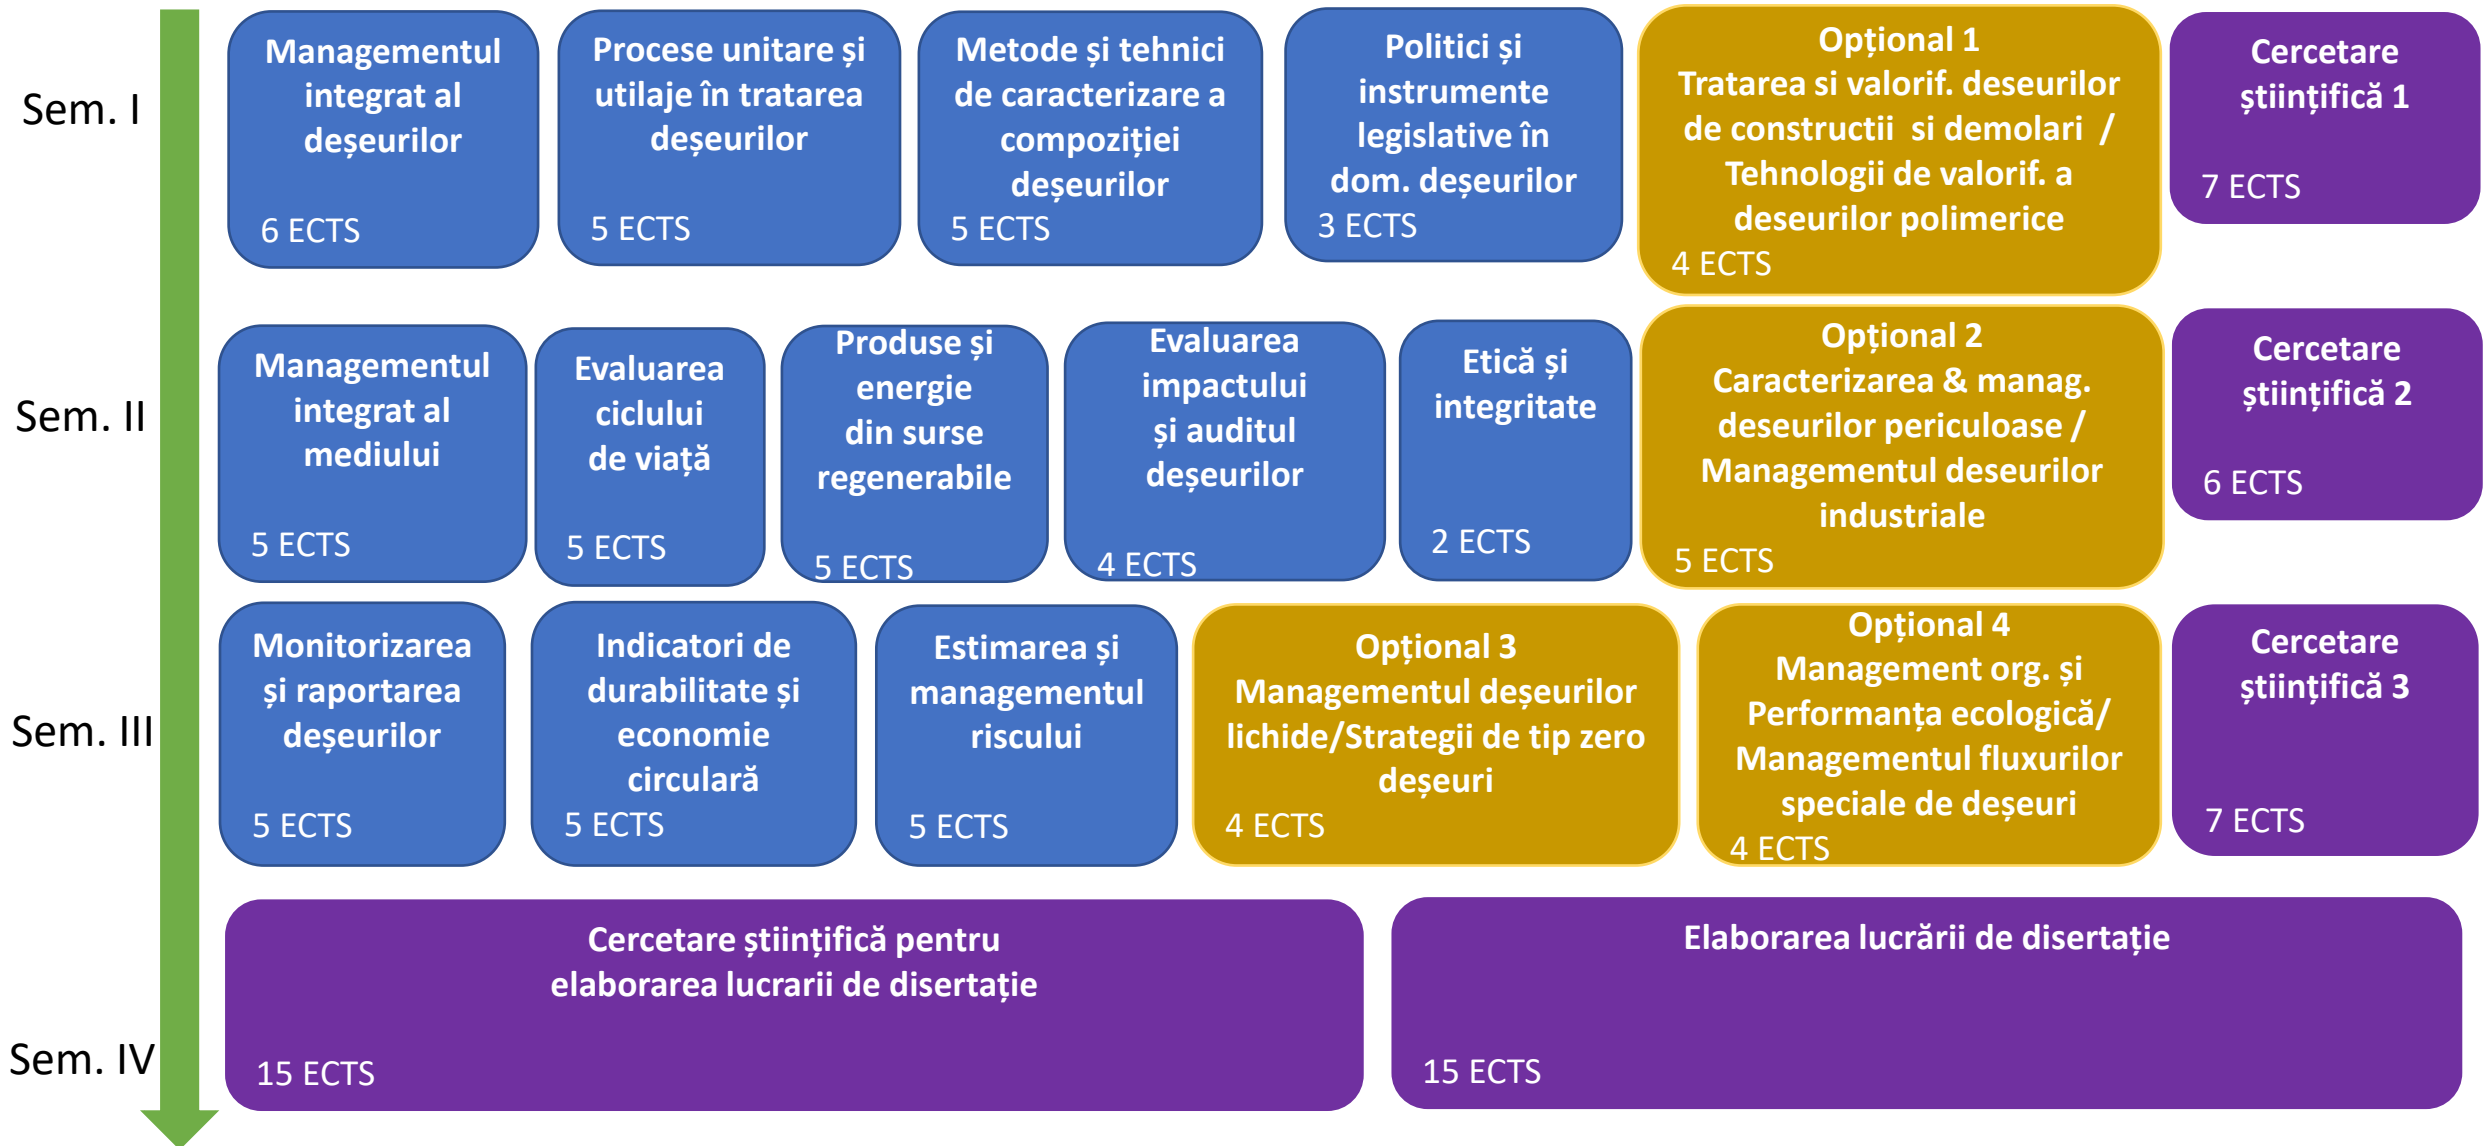 Sem. I
Managementul
integrat al
deșeurilor
6 ECTS
Procese unitare și
utilaje în tratarea
deșeurilor
5 ECTS
Metode și tehnici
de caracterizare a
compoziției
deșeurilor
5 ECTS
Politici și
instrumente
legislative în
dom. deșeurilor
3 ECTS
Opțional 1
Tratarea si valorif. deseurilor
de constructii si demolari /
Tehnologii de valorif. a
deseurilor polimerice
4 ECTS
Cercetare
științifică 1
7 ECTS
Sem. II
Managementul
integrat al
mediului
5 ECTS
Evaluarea
ciclului
de viață
5 ECTS
Produse și
energie
din surse
regenerabile
5 ECTS
Evaluarea
impactului
și auditul
deșeurilor
4 ECTS
Etică și
integritate
2 ECTS
Opțional 2
Caracterizarea & manag.
deseurilor periculoase /
Managementul deseurilor
industriale
5 ECTS
Cercetare
științifică 2
6 ECTS
Sem. III
Monitorizarea
și raportarea
deșeurilor
5 ECTS
Indicatori de
durabilitate și
economie
circulară
5 ECTS
Estimarea și
managementul
riscului
5 ECTS
Opțional 3
Managementul deșeurilor
lichide/Strategii de tip zero
deșeuri
4 ECTS
Opțional 4
Management org. și
Performanța ecologică/
Managementul fluxurilor
speciale de deșeuri
4 ECTS
Cercetare
științifică 3
7 ECTS
Sem. IV
Cercetare științifică pentru
elaborarea lucrarii de disertație
15 ECTS
Elaborarea lucrării de disertație
15 ECTS